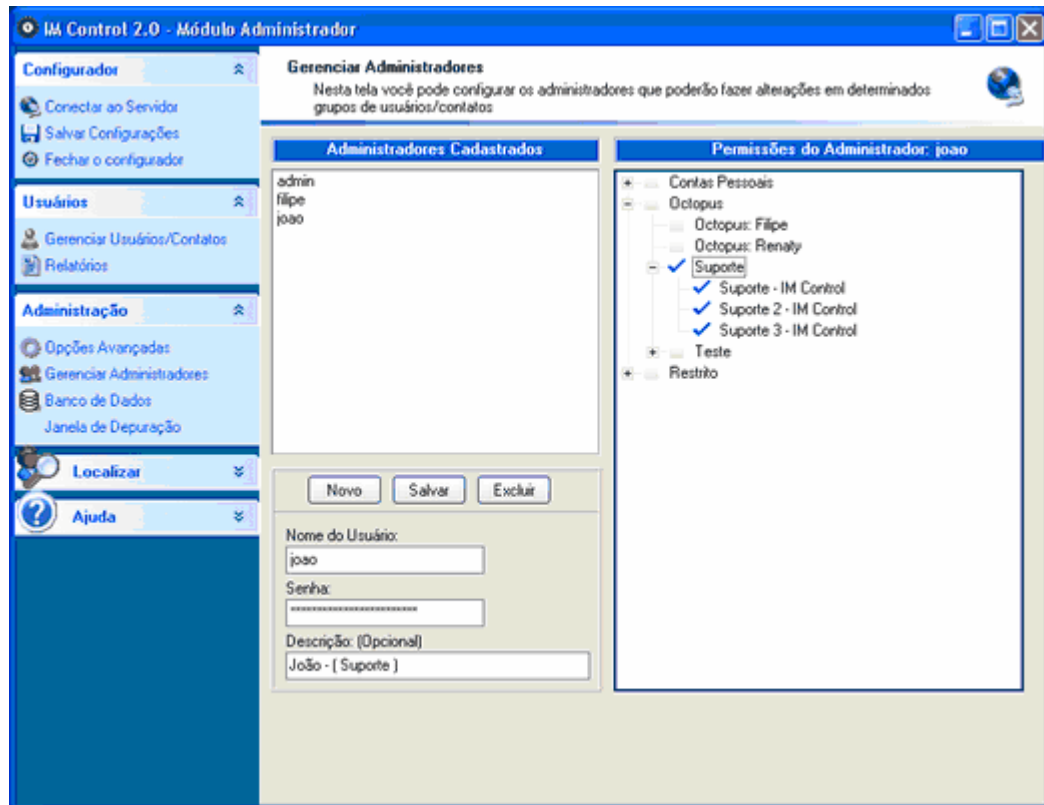 IM Control 2.0 - Módulo Administrador
Configurador
Conectar ao Servidor
Salvar Configurações
Fechar o configurador
Usuários
Gerenciar Usuários/Contatos
Relatórios
Administração
Opções Avançadas
Gerenciar Administradores
Banco de Dados
Janela de Depuração
Localizar
Ajuda
Gerenciar Administradores
Nesta tela você pode configurar os administradores que poderão fazer alterações em determinados
grupos de usuários/contatos
Administradores Cadastrados
admin
filipe
joao
Novo Salvar Excluir
Nome do Usuário:
joao
Senha:
************************
Descrição: (Opcional)
João - ( Suporte )
Permissões do Administrador: joao
Contas Pessoais
Octopus
Octopus: Filipe
Octopus: Renaty
Suporte
Suporte - IM Control
Suporte 2 - IM Control
Suporte 3 - IM Control
Teste
Restrito